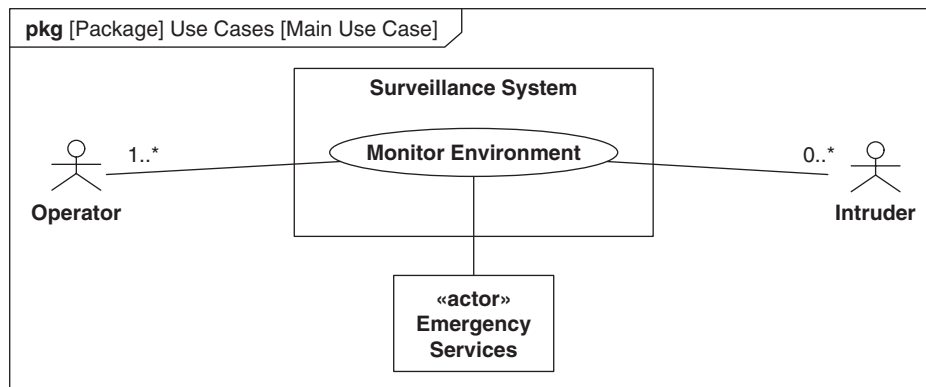 pkg [Package] Use Cases [Main Use Case]
Surveillance System
1..*
Monitor Environment
0..*
Operator
Intruder
«actor»
Emergency
Services